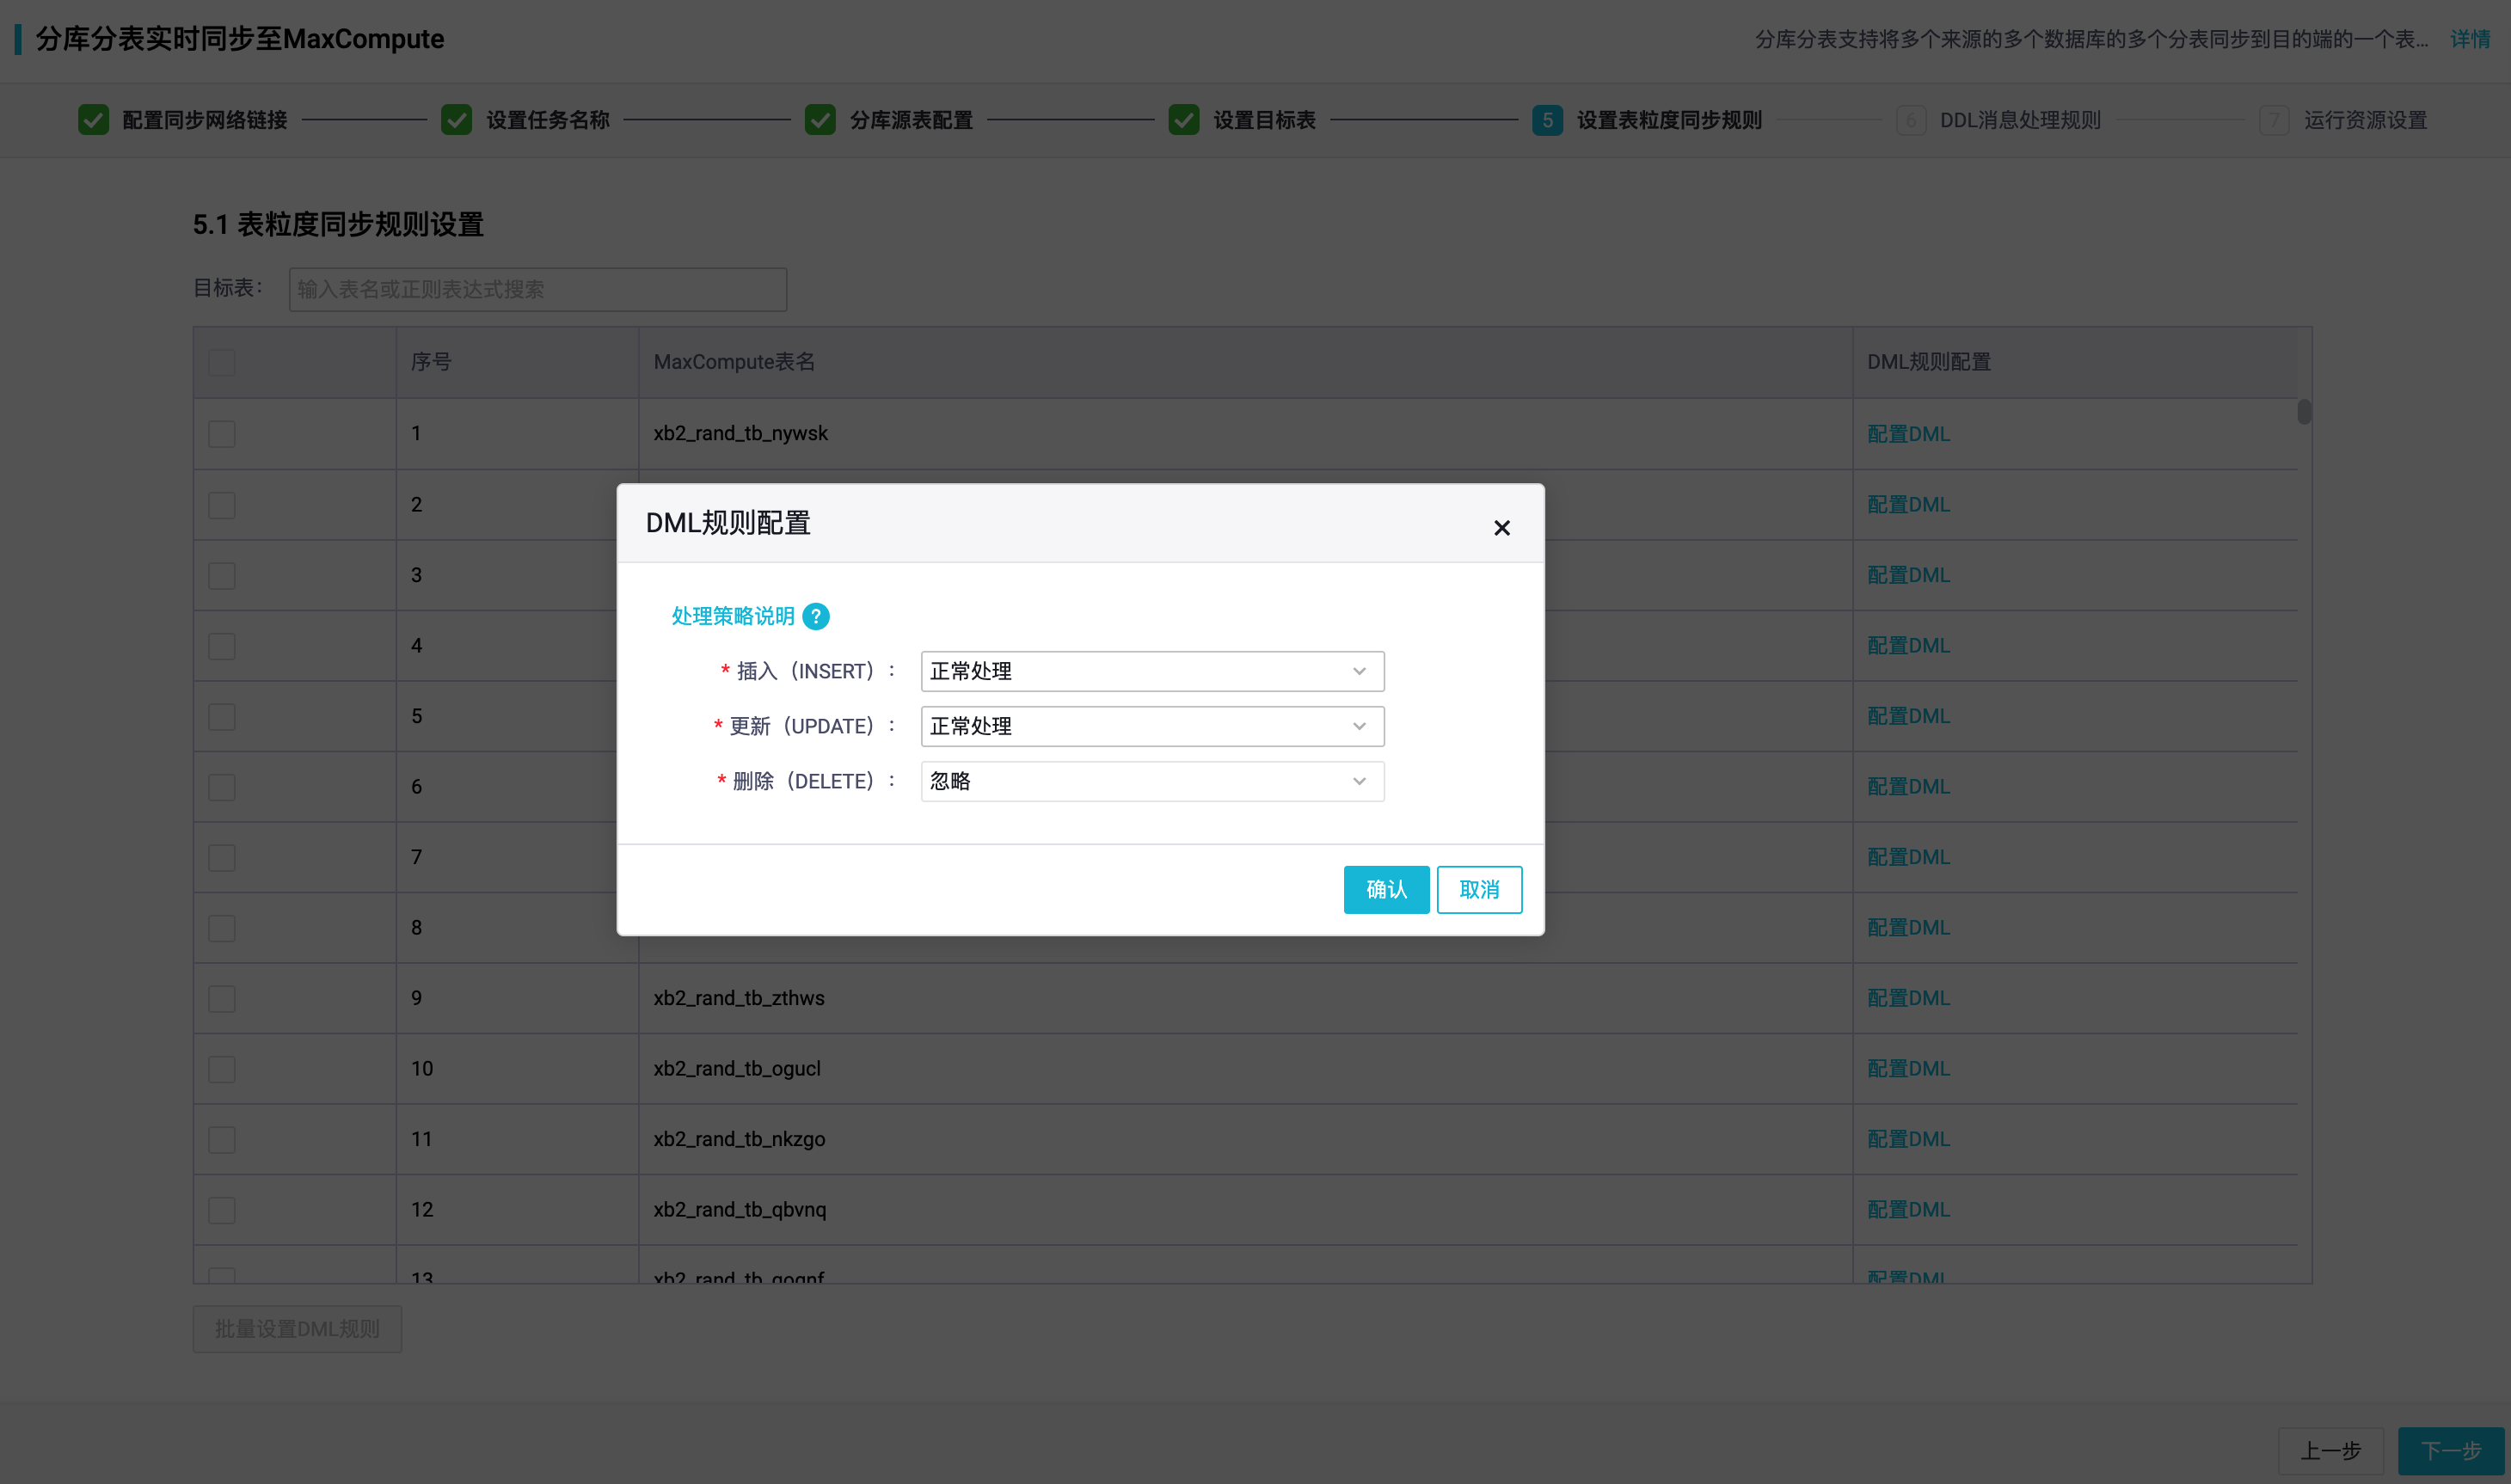 分库分表实时同步至MaxCompute
分库分表支持将多个来源的多个数据库的多个分表同步到目的端的一个表... 详情
配置同步网络链接
设置任务名称
分库源表配置
设置目标表
5 设置表粒度同步规则
6 DDL消息处理规则
7 运行资源设置
5.1 表粒度同步规则设置
目标表： 输入表名或正则表达式搜索
序号 MaxCompute表名 DML规则配置
1 xb2_rand_tb_nywsk 配置DML
2 配置DML
3 配置DML
4 配置DML
5 配置DML
6 配置DML
7 配置DML
8 配置DML
9 xb2_rand_tb_zthws 配置DML
10 xb2_rand_tb_ogucl 配置DML
11 xb2_rand_tb_nkzgo 配置DML
12 xb2_rand_tb_qbvnq 配置DML
13 配置DML
DML规则配置
处理策略说明 ?
* 插入（INSERT）： 正常处理
* 更新（UPDATE）： 正常处理
* 删除（DELETE）： 忽略
确认 取消
批量设置DML规则
上一步 下一步